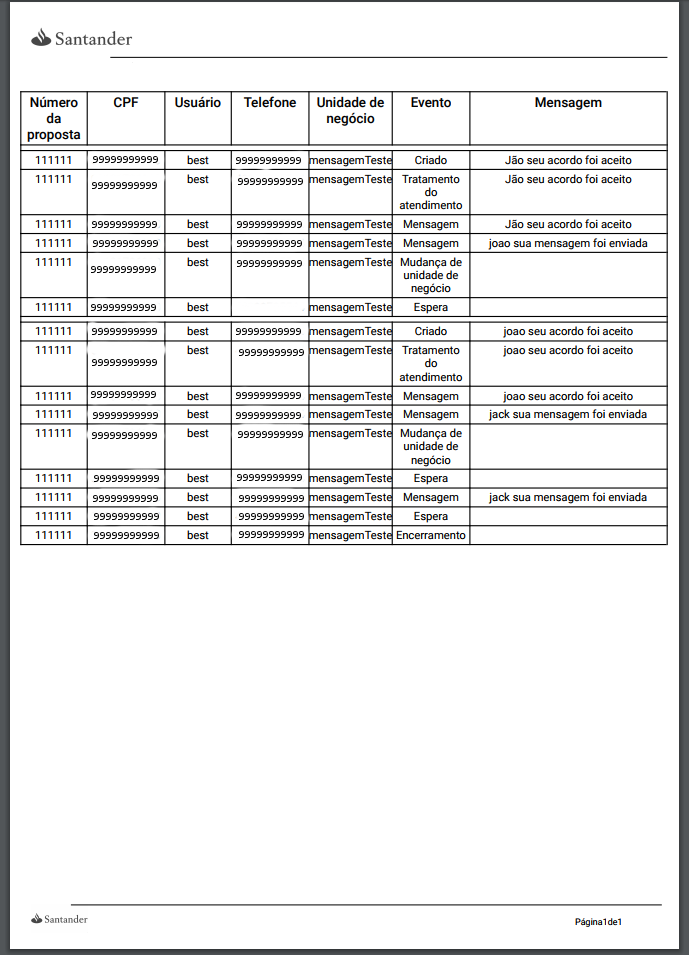 Santander
Número da proposta CPF Usuário Telefone Unidade de negócio Evento Mensagem
111111 99999999999 best 99999999999 mensagemTeste Criado Jão seu acordo foi aceito
111111 99999999999 best 99999999999 mensagemTeste Tratamento do atendimento Jão seu acordo foi aceito
111111 99999999999 best 99999999999 mensagemTeste Mensagem Jão seu acordo foi aceito
111111 99999999999 best 99999999999 mensagemTeste Mensagem joao sua mensagem foi enviada
111111 99999999999 best 99999999999 mensagemTeste Mudança de unidade de negócio
111111 99999999999 best mensagemTeste Espera
111111 99999999999 best 99999999999 mensagemTeste Criado joao seu acordo foi aceito
111111 99999999999 best 99999999999 mensagemTeste Tratamento do atendimento joao seu acordo foi aceito
111111 99999999999 best 99999999999 mensagemTeste Mensagem joao seu acordo foi aceito
111111 99999999999 best 99999999999 mensagemTeste Mensagem jack sua mensagem foi enviada
111111 99999999999 best 99999999999 mensagemTeste Mudança de unidade de negócio
111111 99999999999 best 99999999999 mensagemTeste Espera
111111 99999999999 best 99999999999 mensagemTeste Mensagem jack sua mensagem foi enviada
111111 99999999999 best 99999999999 mensagemTeste Espera
111111 99999999999 best 99999999999 mensagemTeste Encerramento
Santander
Página1de1